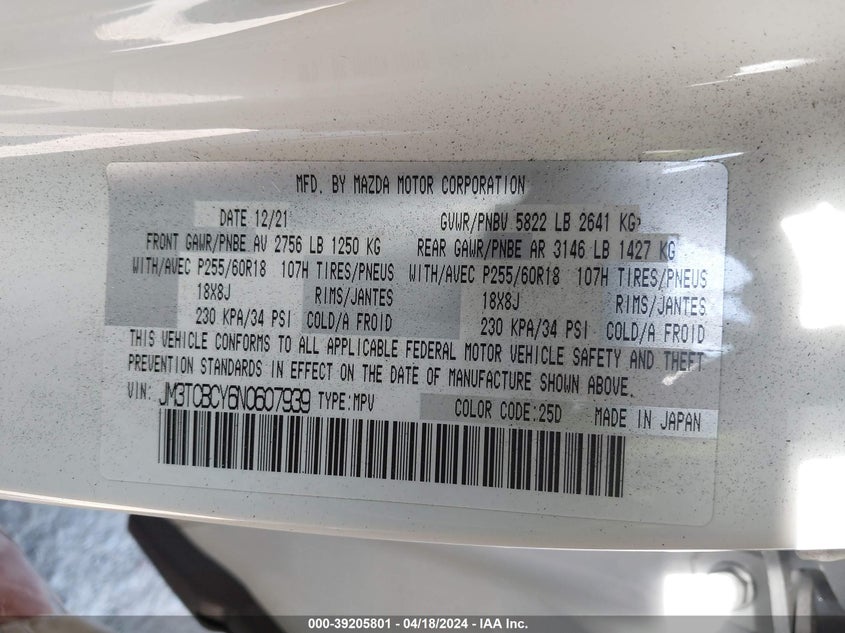 MFD. BY MAZDA MOTOR CORPORATION
DATE 12/21 GVWR/PNBV 5822 LB 2641 KG
FRONT GAWR/PNBE AV 2756 LB 1250 KG REAR GAWR/PNBE AR 3146 LB 1427 KG
WITH/AVEC P255/60R18 107H TIRES/PNEUS WITH/AVEC P255/60R18 107H TIRES/PNEUS
18X8J RIMS/JANTES 18X8J RIMS/JANTES
230 KPA/34 PSI COLD/A FROID 230 KPA/34 PSI COLD/A FROID
THIS VEHICLE CONFORMS TO ALL APPLICABLE FEDERAL MOTOR VEHICLE SAFETY AND THEFT
PREVENTION STANDARDS IN EFFECT ON THE DATE OF MANUFACTURE SHOWN ABOVE.
VIN: JM3TCBCY6N0607939 TYPE:MPV COLOR CODE:25D MADE IN JAPAN
000-39205801 - 04/18/2024 - IAA Inc.